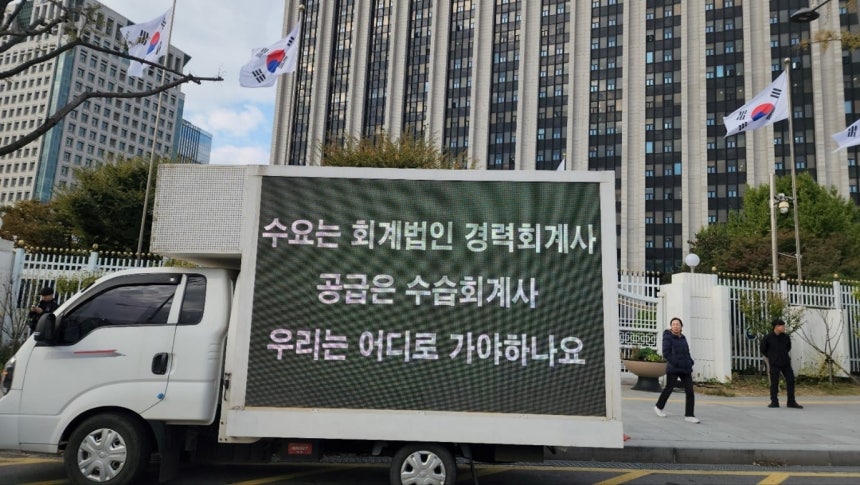 수요는 회계법인 경력회계사
공급은 수습회계사
우리는 어디로 가야하나요